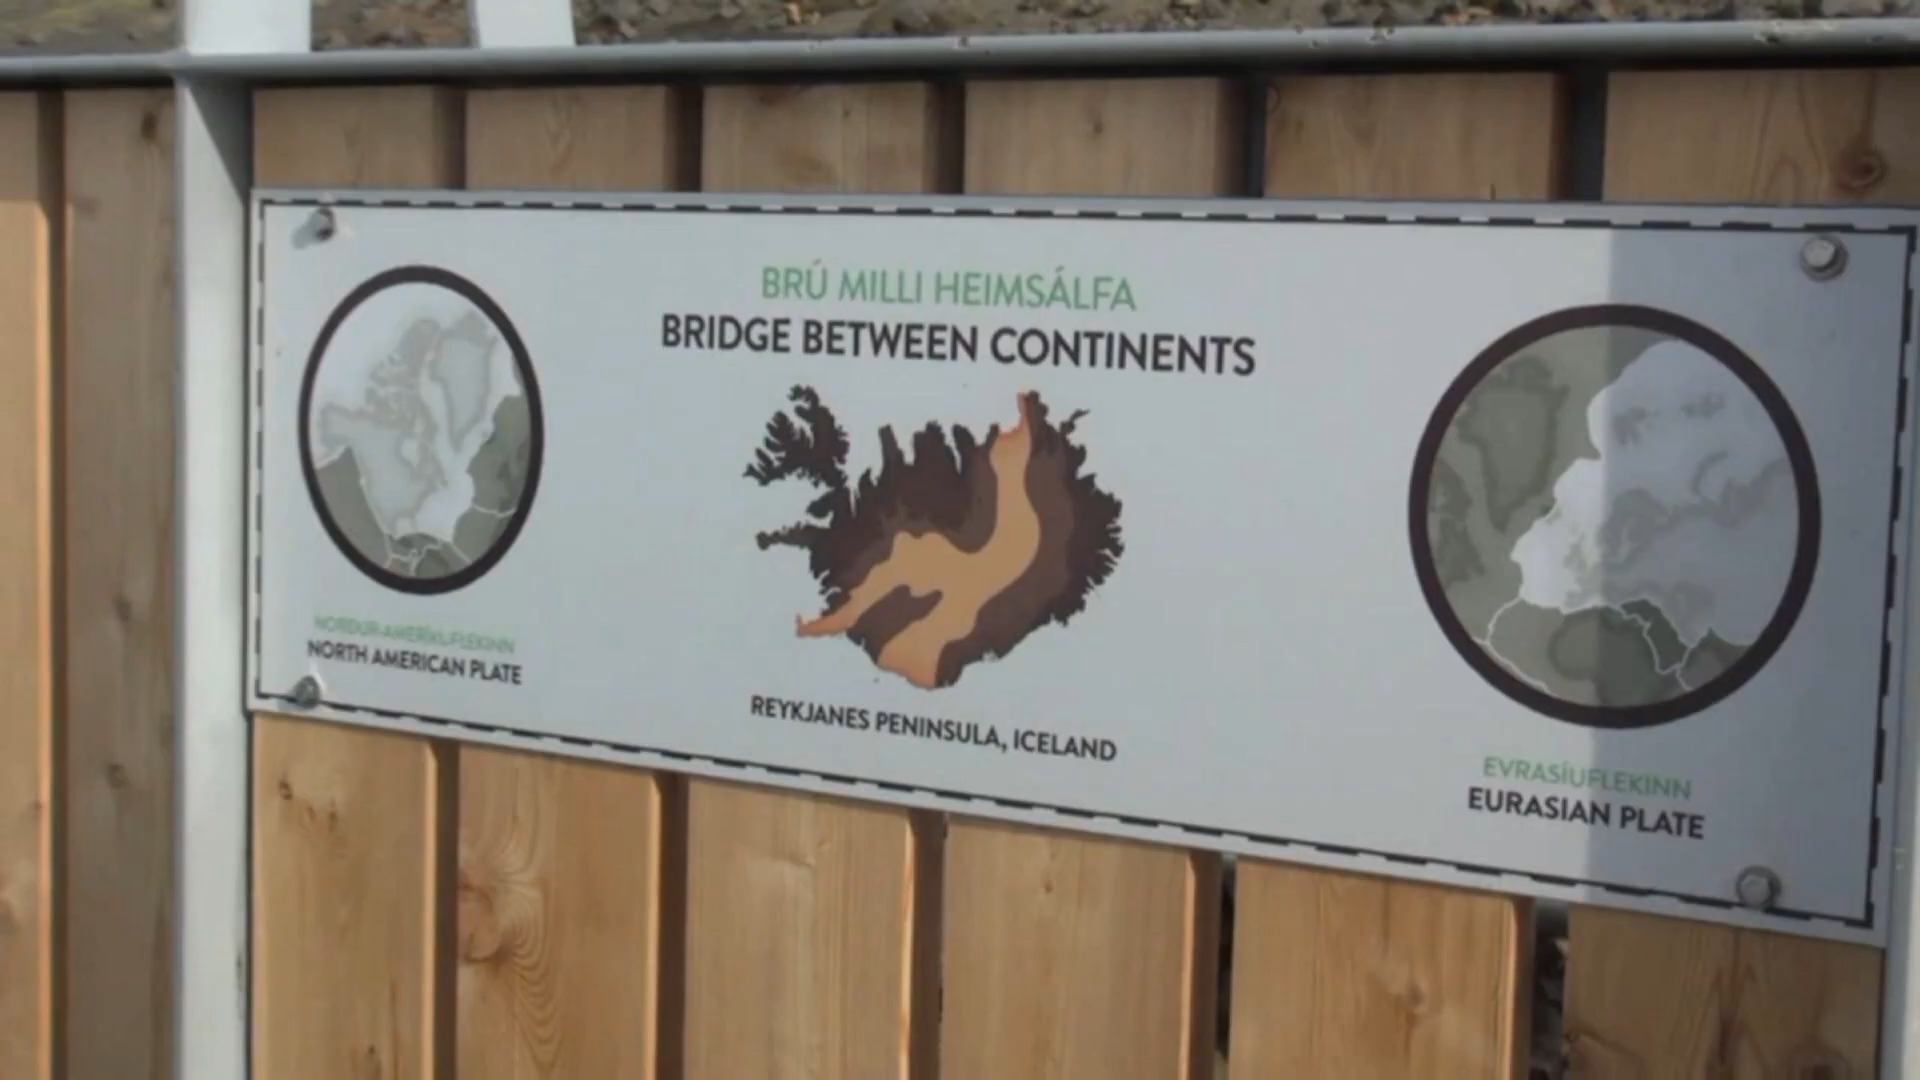 BRÚ MILLI HEIMSÁLFA
BRIDGE BETWEEN CONTINENTS
NORÐUR-AMERÍKUFLEKINN
NORTH AMERICAN PLATE
REYKJANES PENINSULA, ICELAND
EVRASÍUFLEKINN
EURASIAN PLATE